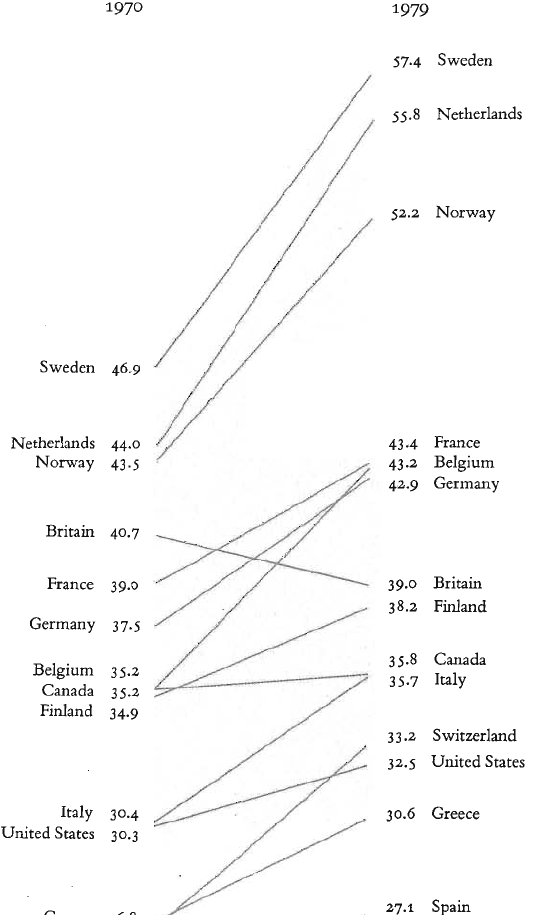 1970 1979
57.4 Sweden
55.8 Netherlands
52.2 Norway
Sweden 46.9
Netherlands 44.0 43.4 France
Norway 43.5 43.2 Belgium
42.9 Germany
Britain 40.7
France 39.0 39.0 Britain
38.2 Finland
Germany 37.5
35.8 Canada
Belgium 35.2 35.7 Italy
Canada 35.2
Finland 34.9
33.2 Switzerland
32.5 United States
Italy 30.4 30.6 Greece
United States 30.3
27.1 Spain